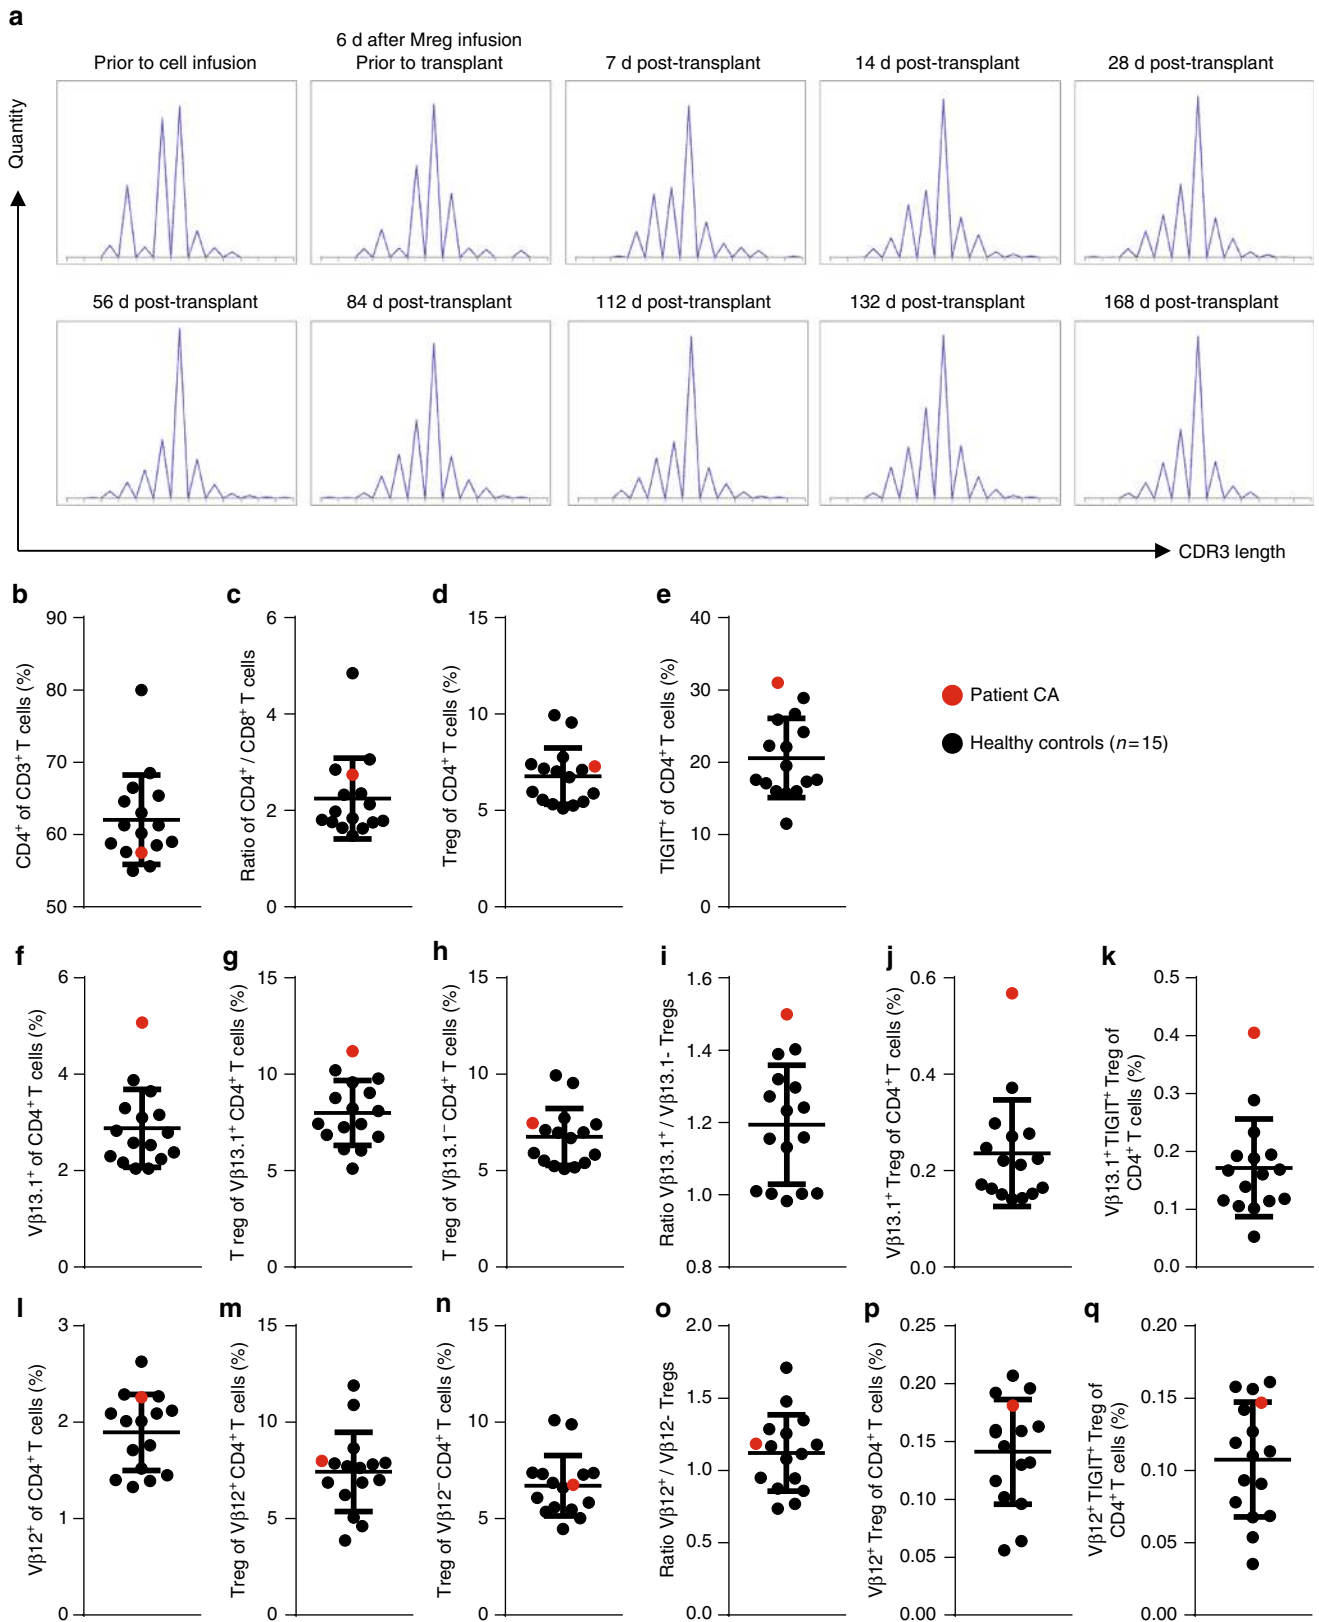 a
6 d after Mreg infusion
Prior to cell infusion
Prior to transplant
7 d post-transplant
14 d post-transplant
28 d post-transplant
Quantity
56 d post-transplant
84 d post-transplant
112 d post-transplant
132 d post-transplant
168 d post-transplant
CDR3 length
b
CD4⁺ of CD3⁺T cells (%)
90
80
70
60
50
c
Ratio of CD4⁺ / CD8⁺ T cells
6
4
2
0
d
Treg of CD4⁺ T cells (%)
15
10
5
0
e
TIGIT⁺ of CD4⁺ T cells (%)
40
30
20
10
0
Patient CA
Healthy controls (n=15)
f
Vβ13.1⁺ of CD4⁺ T cells (%)
6
4
2
0
g
T reg of Vβ13.1⁺ CD4⁺ T cells (%)
15
10
5
0
h
T reg of Vβ13.1⁻ CD4⁺ T cells (%)
15
10
5
0
i
Ratio Vβ13.1⁺ / Vβ13.1- Tregs
1.6
1.4
1.2
1.0
0.8
j
Vβ13.1⁺ Treg of CD4⁺ T cells (%)
0.6
0.4
0.2
0.0
k
Vβ13.1⁺ TIGIT⁺ Treg of
CD4⁺ T cells (%)
0.5
0.4
0.3
0.2
0.1
0.0
l
Vβ12⁺ of CD4⁺ T cells (%)
3
2
1
0
m
Treg of Vβ12⁺ CD4⁺ T cells (%)
15
10
5
0
n
Treg of Vβ12⁻ CD4⁺ T cells (%)
15
10
5
0
o
Ratio Vβ12⁺ / Vβ12- Tregs
2.0
1.5
1.0
0.5
0.0
p
Vβ12⁺ Treg of CD4⁺ T cells (%)
0.25
0.20
0.15
0.10
0.05
0.00
q
Vβ12⁺ TIGIT⁺ Treg of
CD4⁺ T cells (%)
0.20
0.15
0.10
0.05
0.00